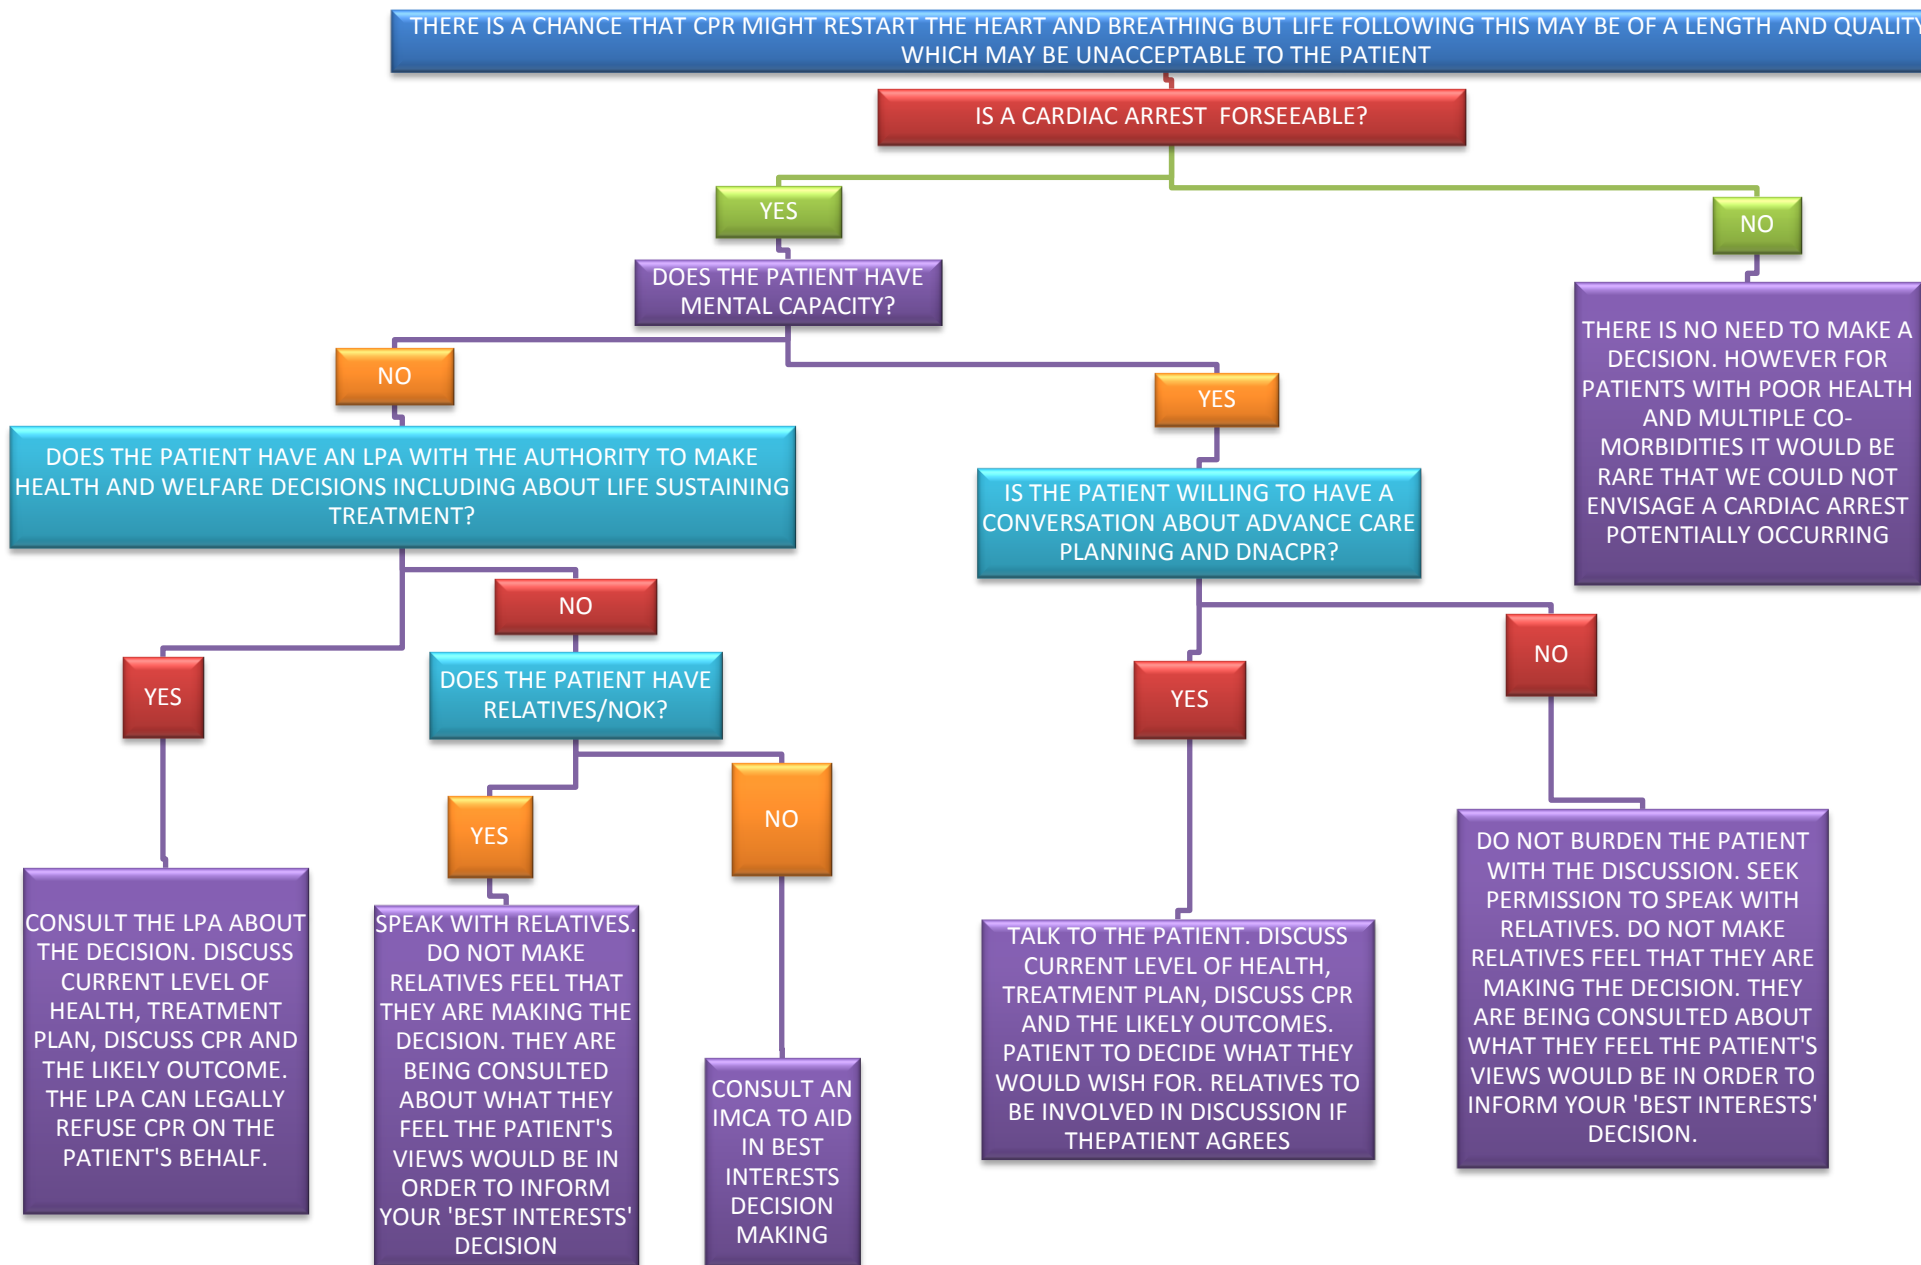 THERE IS A CHANCE THAT CPR MIGHT RESTART THE HEART AND BREATHING BUT LIFE FOLLOWING THIS MAY BE OF A LENGTH AND QUALITY
WHICH MAY BE UNACCEPTABLE TO THE PATIENT
IS A CARDIAC ARREST FORSEEABLE?
YES
NO
DOES THE PATIENT HAVE
MENTAL CAPACITY?
THERE IS NO NEED TO MAKE A
DECISION. HOWEVER FOR
PATIENTS WITH POOR HEALTH
AND MULTIPLE CO-
MORBIDITIES IT WOULD BE
RARE THAT WE COULD NOT
ENVISAGE A CARDIAC ARREST
POTENTIALLY OCCURRING
NO
YES
DOES THE PATIENT HAVE AN LPA WITH THE AUTHORITY TO MAKE
HEALTH AND WELFARE DECISIONS INCLUDING ABOUT LIFE SUSTAINING
TREATMENT?
IS THE PATIENT WILLING TO HAVE A
CONVERSATION ABOUT ADVANCE CARE
PLANNING AND DNACPR?
NO
YES
DOES THE PATIENT HAVE
RELATIVES/NOK?
YES
NO
YES
NO
CONSULT THE LPA ABOUT
THE DECISION. DISCUSS
CURRENT LEVEL OF
HEALTH, TREATMENT
PLAN, DISCUSS CPR AND
THE LIKELY OUTCOME.
THE LPA CAN LEGALLY
REFUSE CPR ON THE
PATIENT'S BEHALF.
SPEAK WITH RELATIVES.
DO NOT MAKE
RELATIVES FEEL THAT
THEY ARE MAKING THE
DECISION. THEY ARE
BEING CONSULTED
ABOUT WHAT THEY
FEEL THE PATIENT'S
VIEWS WOULD BE IN
ORDER TO INFORM
YOUR 'BEST INTERESTS'
DECISION
CONSULT AN
IMCA TO AID
IN BEST
INTERESTS
DECISION
MAKING
TALK TO THE PATIENT. DISCUSS
CURRENT LEVEL OF HEALTH,
TREATMENT PLAN, DISCUSS CPR
AND THE LIKELY OUTCOMES.
PATIENT TO DECIDE WHAT THEY
WOULD WISH FOR. RELATIVES TO
BE INVOLVED IN DISCUSSION IF
THEPATIENT AGREES
DO NOT BURDEN THE PATIENT
WITH THE DISCUSSION. SEEK
PERMISSION TO SPEAK WITH
RELATIVES. DO NOT MAKE
RELATIVES FEEL THAT THEY ARE
MAKING THE DECISION. THEY
ARE BEING CONSULTED ABOUT
WHAT THEY FEEL THE PATIENT'S
VIEWS WOULD BE IN ORDER TO
INFORM YOUR 'BEST INTERESTS'
DECISION.